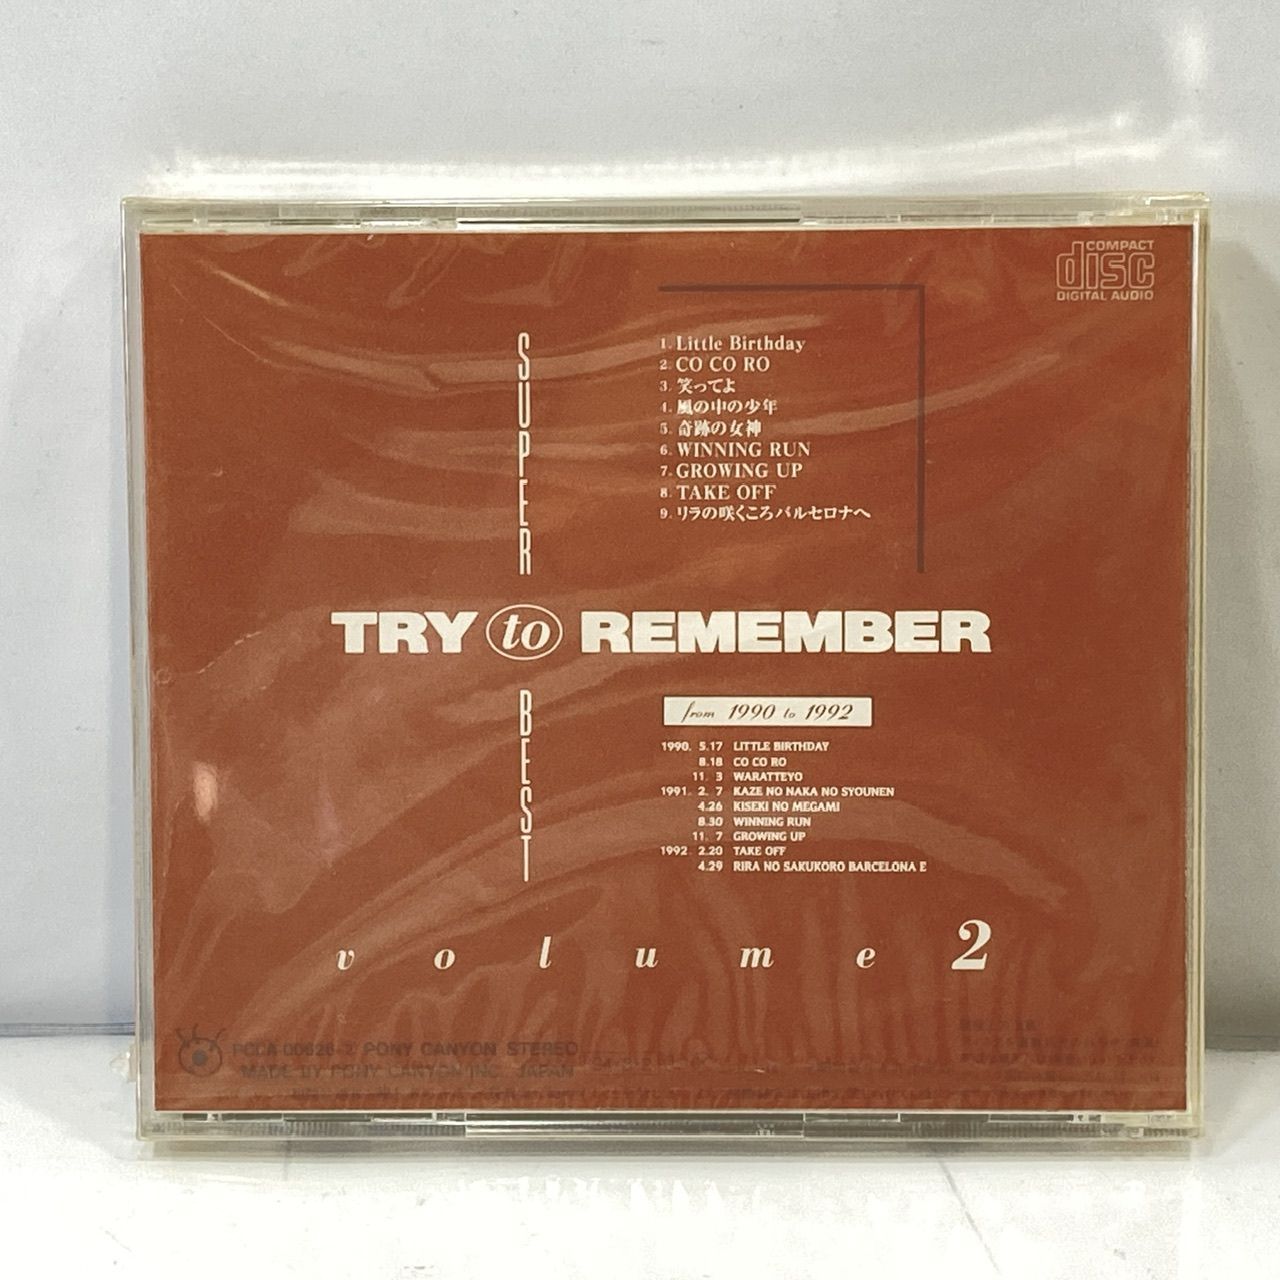 COMPACT
disc
DIGITAL AUDIO
SUPER
1. Little Birthday
2. CO CO RO
3. 笑ってよ
4. 風の中の少年
5. 奇跡の女神
6. WINNING RUN
7. GROWING UP
8. TAKE OFF
9. リラの咲くころバルセロナへ
TRY to REMEMBER
BEST
from 1990 to 1992
1990. 5.17 LITTLE BIRTHDAY
8.18 CO CO RO
11. 3 WARATTEYO
1991. 2. 7 KAZE NO NAKA NO SYOUNEN
4.26 KISEKI NO MEGAMI
8.30 WINNING RUN
11. 7 GROWING UP
1992. 2.20 TAKE OFF
4.29 RIRA NO SAKUKORO BARCELONA E
volume 2
PONY CANYON STEREO
MADE BY PONY CANYON INC. JAPAN